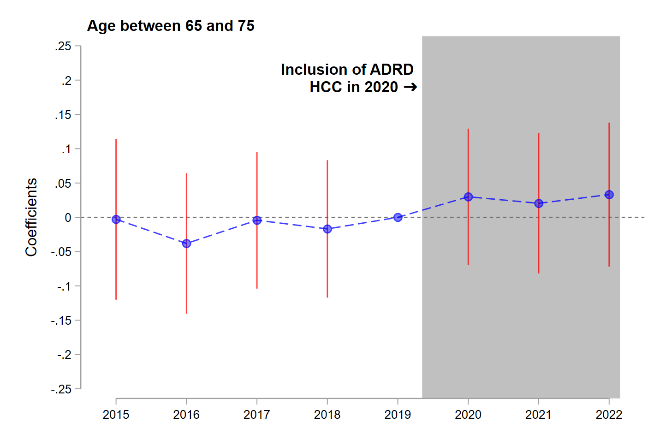 Age between 65 and 75
.25
.2
.15
.1
.05
0
-.05
-.1
-.15
-.2
-.25
Coefficients
Inclusion of ADRD
HCC in 2020 →
2015 2016 2017 2018 2019 2020 2021 2022